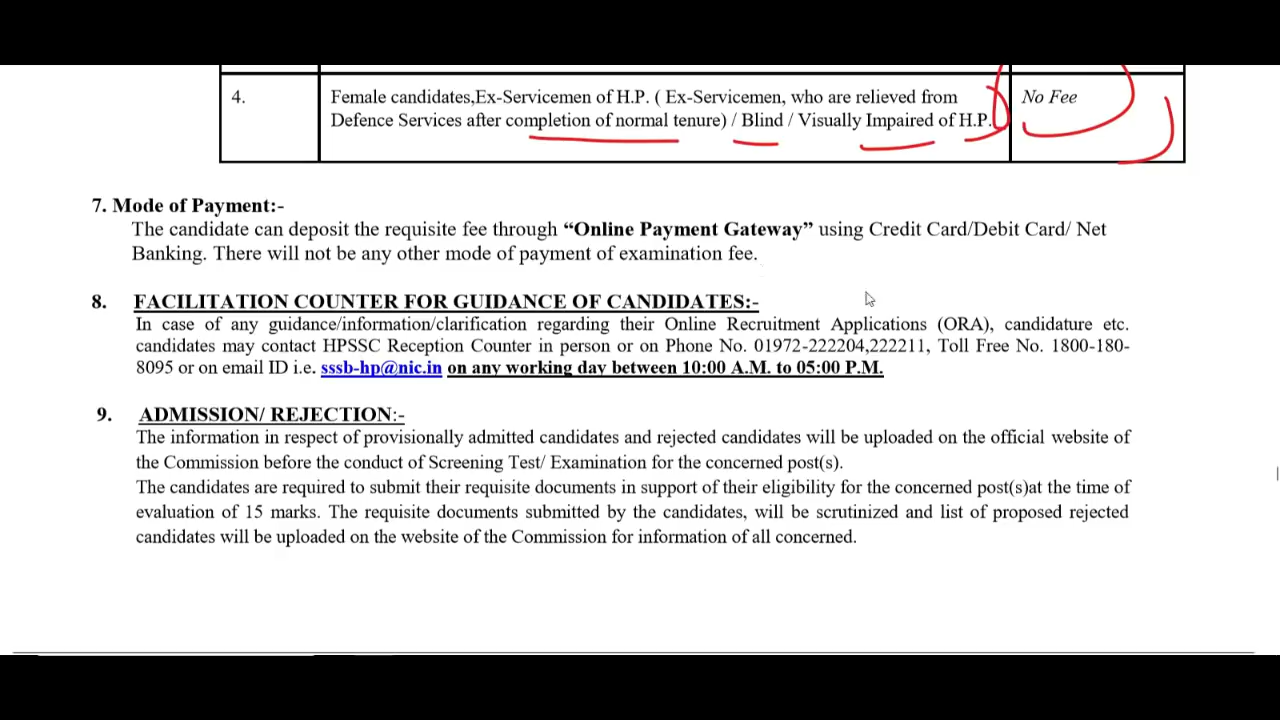 4. Female candidates,Ex-Servicemen of H.P. ( Ex-Servicemen, who are relieved from No Fee
Defence Services after completion of normal tenure) / Blind / Visually Impaired of H.P.
7. Mode of Payment:-
The candidate can deposit the requisite fee through “Online Payment Gateway” using Credit Card/Debit Card/ Net
Banking. There will not be any other mode of payment of examination fee.
8. FACILITATION COUNTER FOR GUIDANCE OF CANDIDATES:-
In case of any guidance/information/clarification regarding their Online Recruitment Applications (ORA), candidature etc.
candidates may contact HPSSC Reception Counter in person or on Phone No. 01972-222204,222211, Toll Free No. 1800-180-
8095 or on email ID i.e. sssb-hp@nic.in on any working day between 10:00 A.M. to 05:00 P.M.
9. ADMISSION/ REJECTION:-
The information in respect of provisionally admitted candidates and rejected candidates will be uploaded on the official website of
the Commission before the conduct of Screening Test/ Examination for the concerned post(s).
The candidates are required to submit their requisite documents in support of their eligibility for the concerned post(s)at the time of
evaluation of 15 marks. The requisite documents submitted by the candidates, will be scrutinized and list of proposed rejected
candidates will be uploaded on the website of the Commission for information of all concerned.